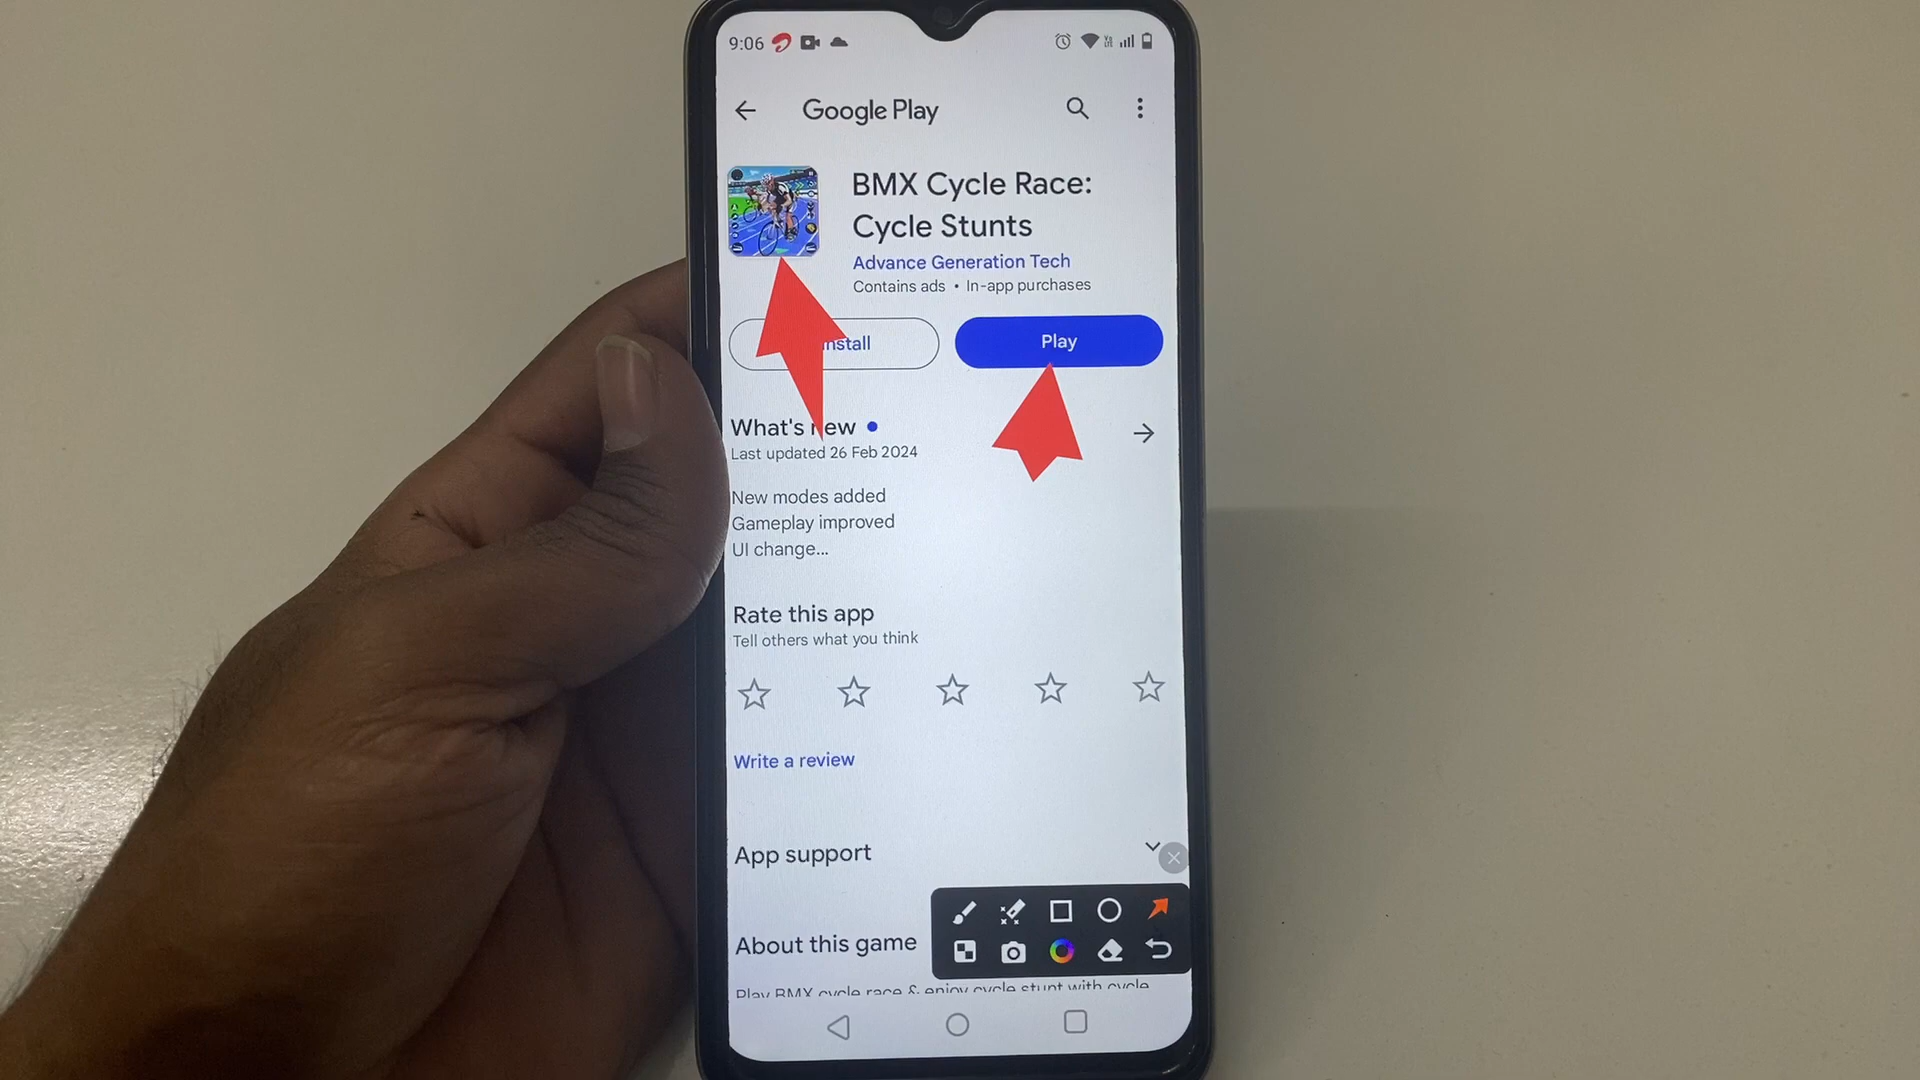 9:06
Google Play
BMX Cycle Race:
Cycle Stunts
Advance Generation Tech
Contains ads • In-app purchases
Play
What's new
Last updated 26 Feb 2024
New modes added
Gameplay improved
UI change...
Rate this app
Tell others what you think
Write a review
App support
About this game
Play BMX cycle race & enjoy cycle stunt with cycle